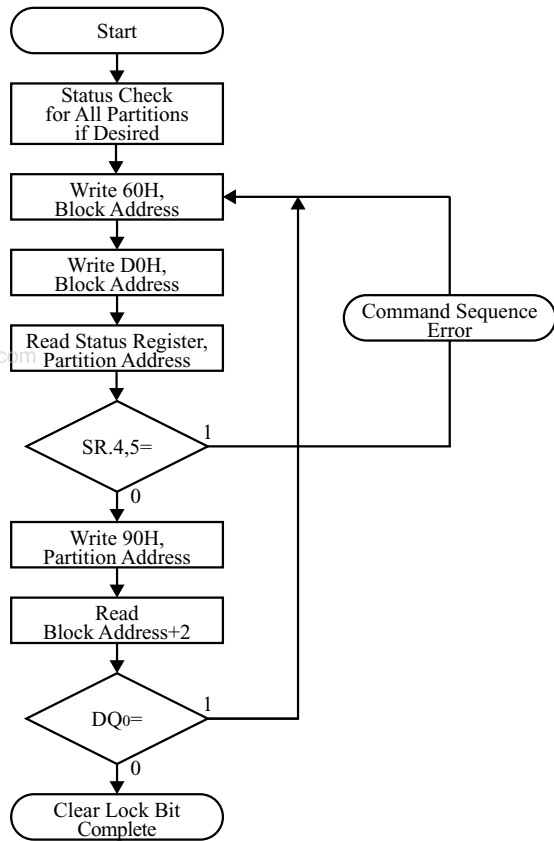 Start
Status Check
for All Partitions
if Desired
Write 60H,
Block Address
Write D0H,
Block Address
Command Sequence
Error
Read Status Register,
Partition Address
com
SR.4,5=
1
0
Write 90H,
Partition Address
Read
Block Address+2
DQ0=
1
0
Clear Lock Bit
Complete